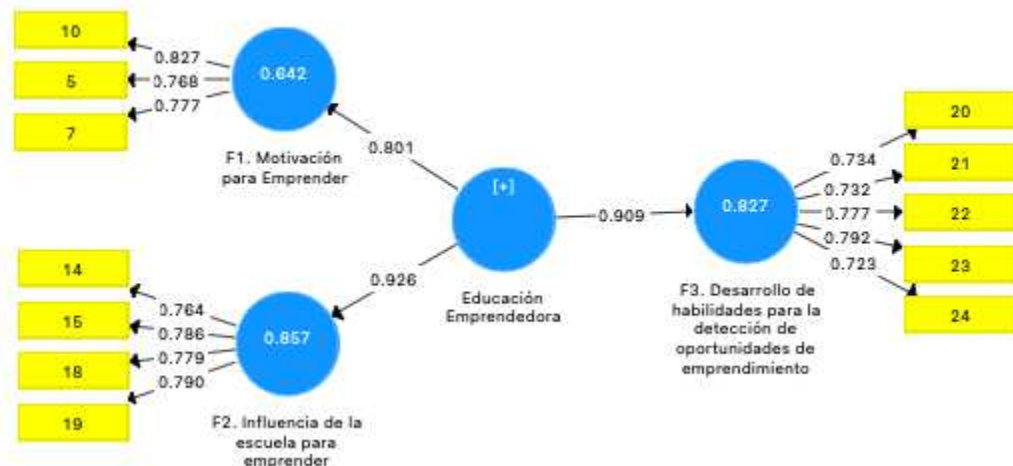 10
5
7
0.827
0.768
0.777
0.642
F1. Motivación
para Emprender
0.801
14
15
18
19
0.764
0.786
0.779
0.790
0.857
F2. Influencia de la
escuela para
emprender
0.926
[+]
Educación
Emprendedora
0.909
0.827
F3. Desarrollo de
habilidades para la
detección de
oportunidades de
emprendimiento
0.734
0.732
0.777
0.792
0.723
20
21
22
23
24